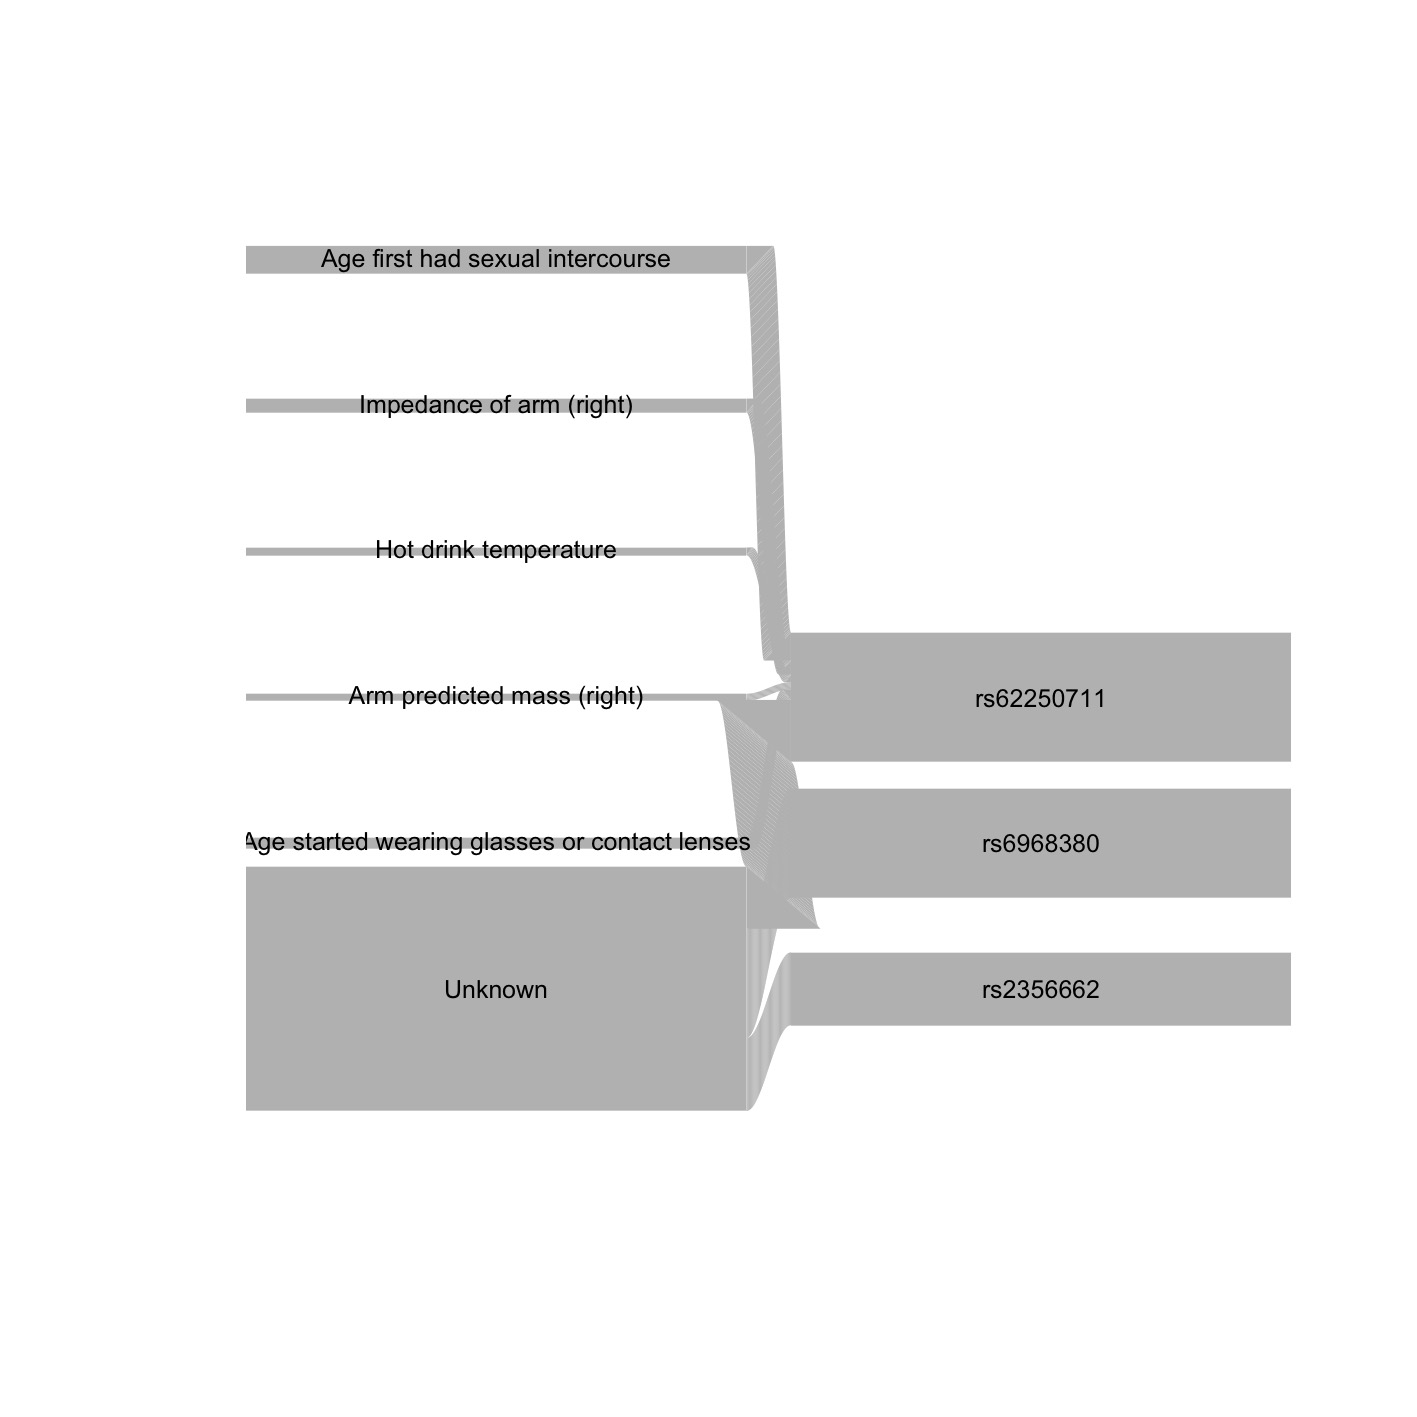 Age first had sexual intercourse
Impedance of arm (right)
Hot drink temperature
Arm predicted mass (right)
rs62250711
Age started wearing glasses or contact lenses
rs6968380
Unknown
rs2356662